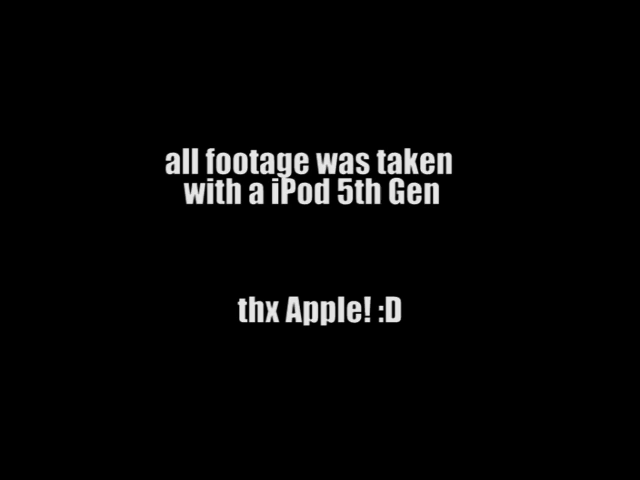 all footage was taken
with a iPod 5th Gen
thx Apple! :D